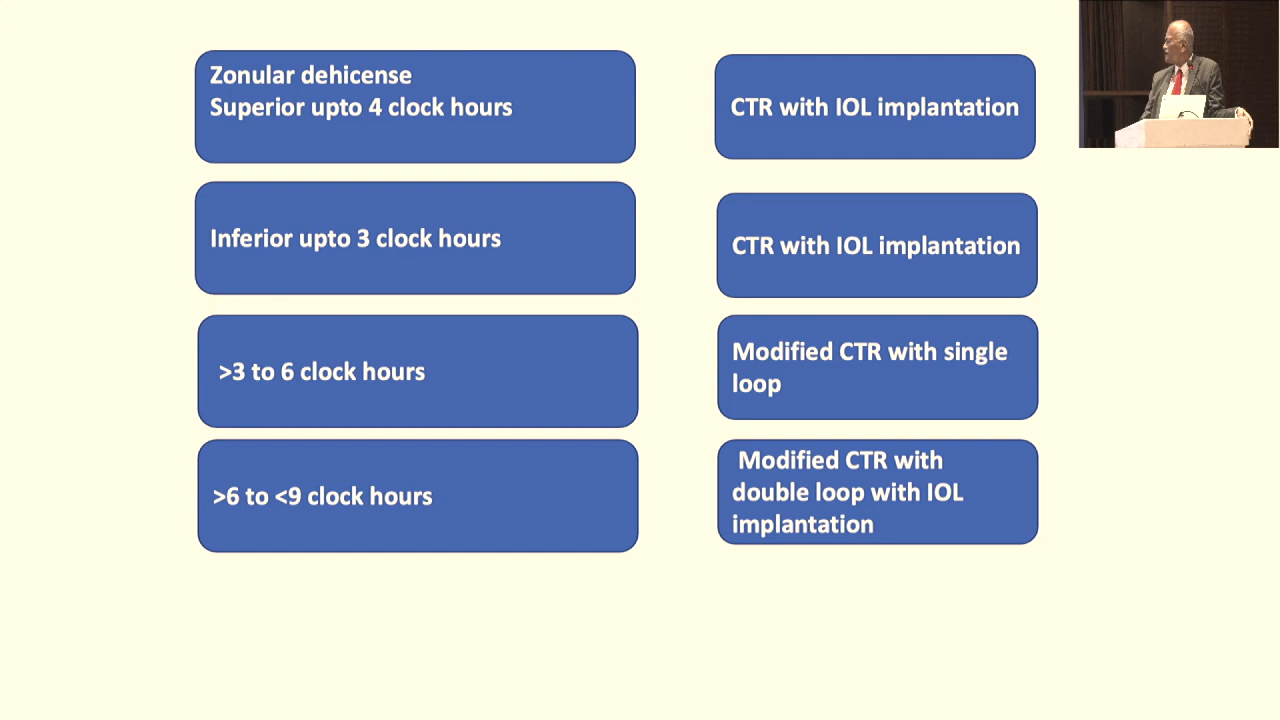 Zonular dehicense
Superior upto 4 clock hours
CTR with IOL implantation
Inferior upto 3 clock hours
CTR with IOL implantation
>3 to 6 clock hours
Modified CTR with single
loop
>6 to <9 clock hours
Modified CTR with
double loop with IOL
implantation